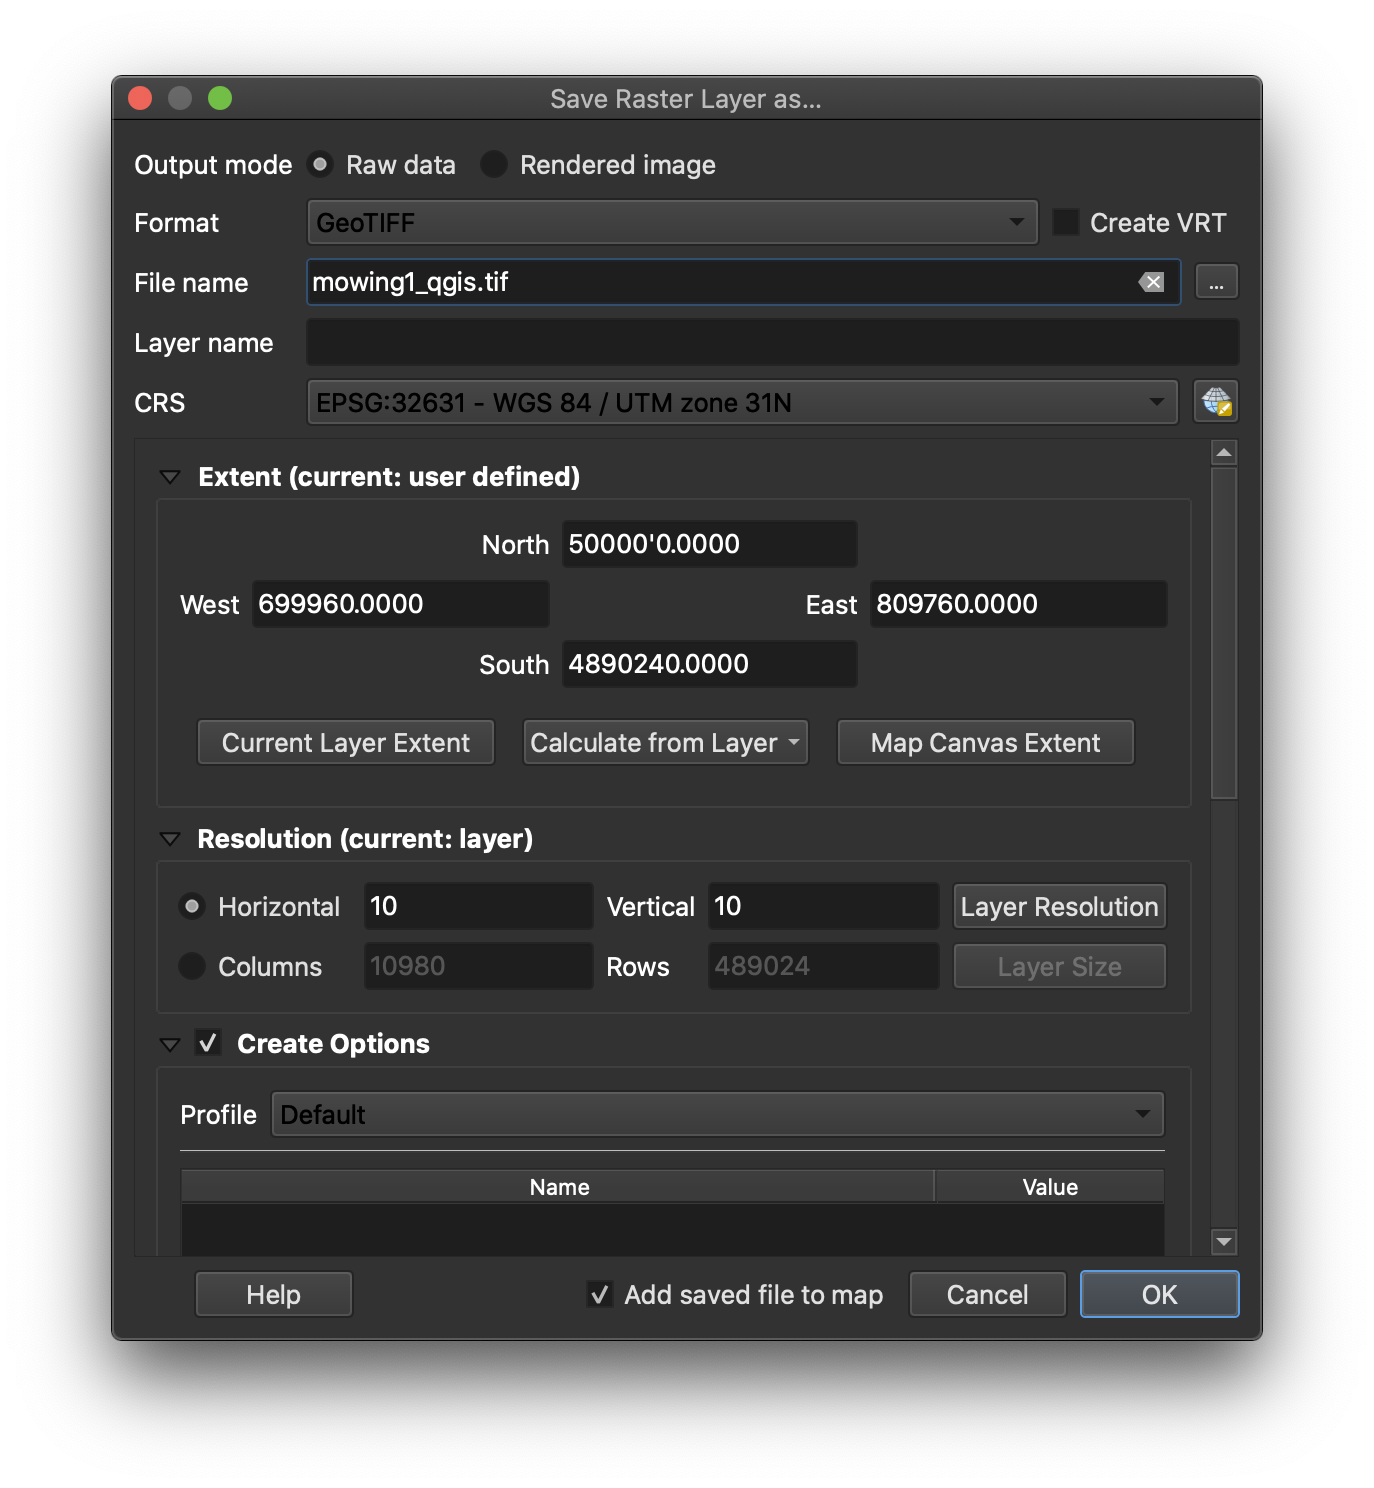 Save Raster Layer as...
Output mode Raw data Rendered image
Format GeoTIFF Create VRT
File name mowing1_qgis.tif ...
Layer name
CRS EPSG:32631 - WGS 84 / UTM zone 31N
Extent (current: user defined)
North 50000'0.0000
West 699960.0000 East 809760.0000
South 4890240.0000
Current Layer Extent Calculate from Layer Map Canvas Extent
Resolution (current: layer)
Horizontal 10 Vertical 10 Layer Resolution
Columns 10980 Rows 489024 Layer Size
Create Options
Profile Default
Name Value
Help Add saved file to map Cancel OK